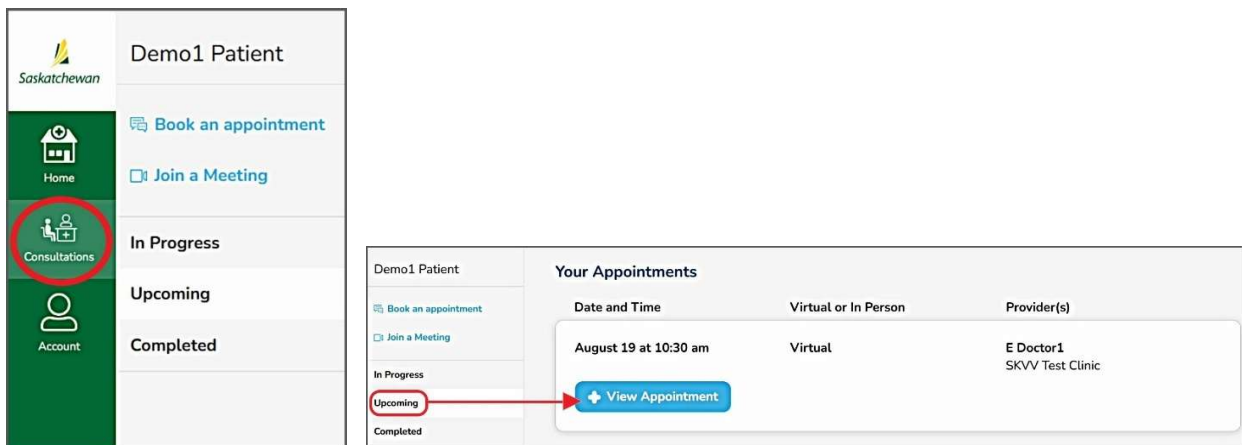 Saskatchewan
Home
Consultations
Account
Demo1 Patient
Book an appointment
Join a Meeting
In Progress
Upcoming
Completed
Demo1 Patient
Book an appointment
Join a Meeting
In Progress
Upcoming
Completed
Your Appointments
Date and Time Virtual or In Person Provider(s)
August 19 at 10:30 am Virtual E Doctor1
SKVV Test Clinic
View Appointment